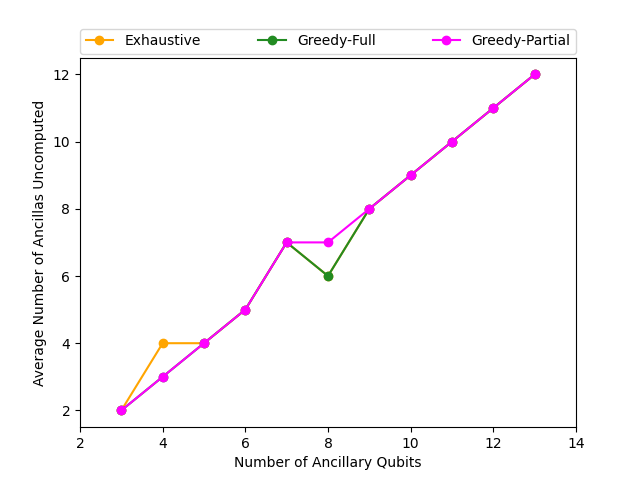 Exhaustive Greedy-Full Greedy-Partial
Average Number of Ancillas Uncomputed
12
10
8
6
4
2
2 4 6 8 10 12 14
Number of Ancillary Qubits